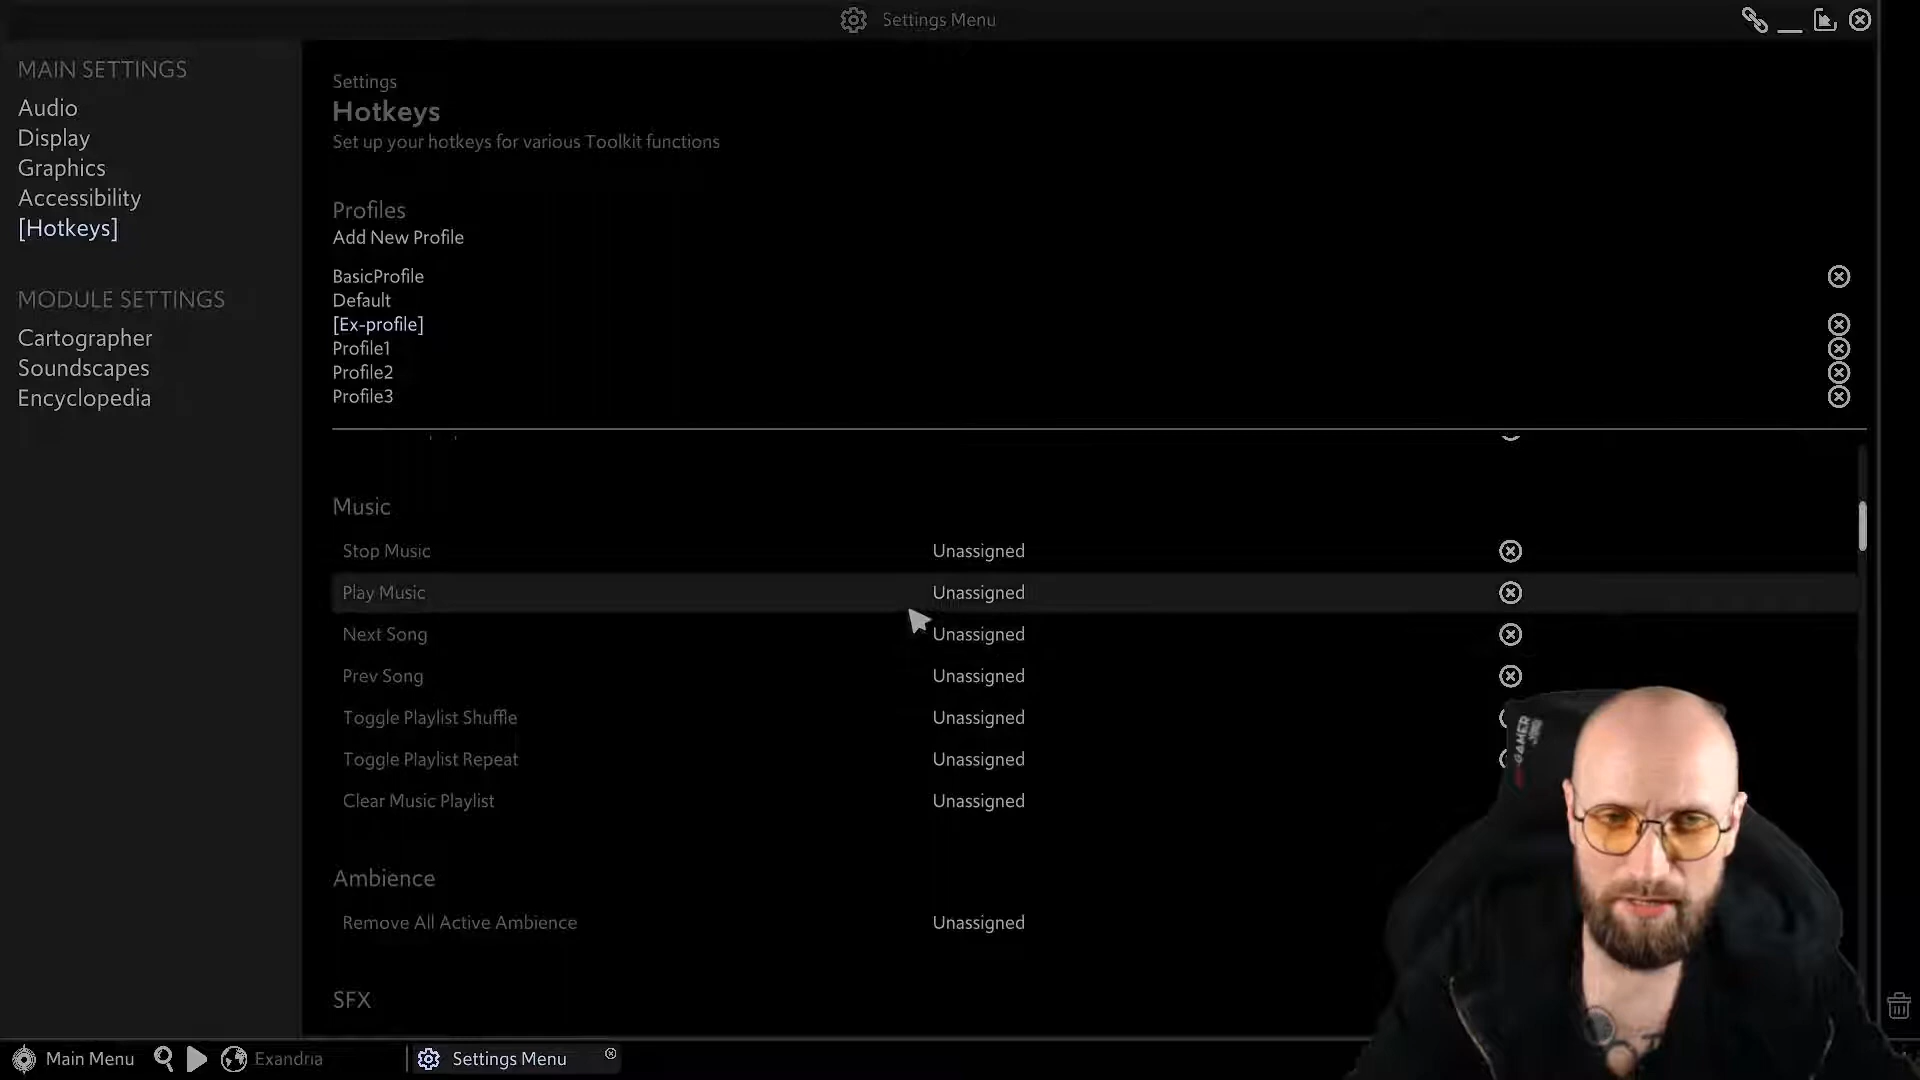 Settings Menu
MAIN SETTINGS
Audio
Display
Graphics
Accessibility
[Hotkeys]
MODULE SETTINGS
Cartographer
Soundscapes
Encyclopedia
Settings
Hotkeys
Set up your hotkeys for various Toolkit functions
Profiles
Add New Profile
BasicProfile
Default
[Ex-profile]
Profile1
Profile2
Profile3
Music
Stop Music Unassigned
Play Music Unassigned
Next Song Unassigned
Prev Song Unassigned
Toggle Playlist Shuffle Unassigned
Toggle Playlist Repeat Unassigned
Clear Music Playlist Unassigned
Ambience
Remove All Active Ambience Unassigned
SFX
GAMER
Main Menu Exandria Settings Menu